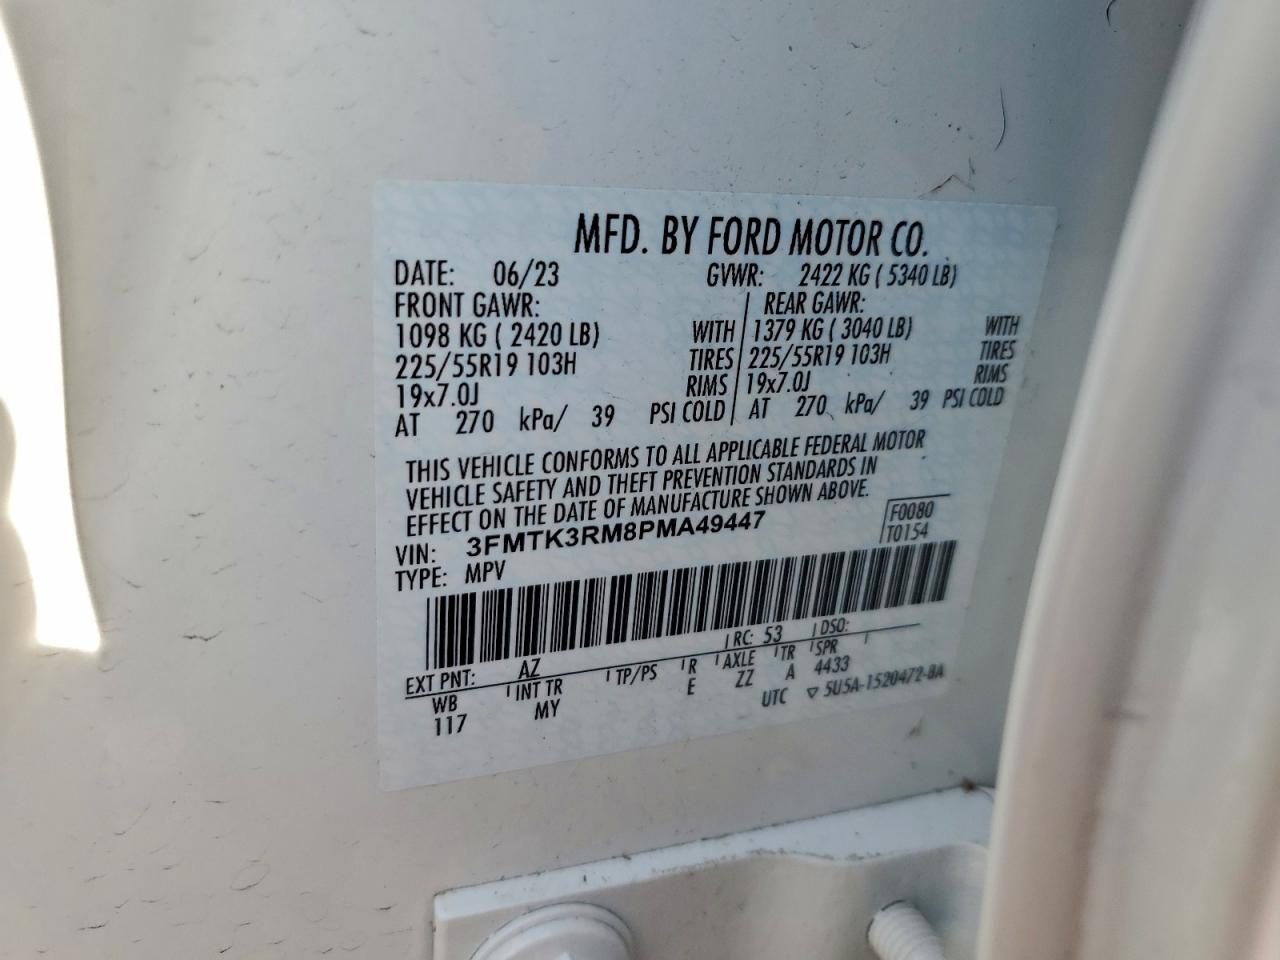 MFD. BY FORD MOTOR CO.
DATE: 06/23 GVWR: 2422 KG ( 5340 LB)
FRONT GAWR: REAR GAWR:
1098 KG ( 2420 LB) WITH 1379 KG ( 3040 LB) WITH
225/55R19 103H TIRES 225/55R19 103H TIRES
19x7.0J RIMS 19x7.0J RIMS
AT 270 kPa/ 39 PSI COLD AT 270 kPa/ 39 PSI COLD
THIS VEHICLE CONFORMS TO ALL APPLICABLE FEDERAL MOTOR
VEHICLE SAFETY AND THEFT PREVENTION STANDARDS IN
EFFECT ON THE DATE OF MANUFACTURE SHOWN ABOVE.
F0080
VIN: 3FMTK3RM8PMA49447 T0154
TYPE: MPV
EXT PNT: AZ RC: 53 DSO:
WB INT TR TP/PS R AXLE TR SPR
117 MY E ZZ A 4433
UTC ▽ 5U5A-1520472-BA